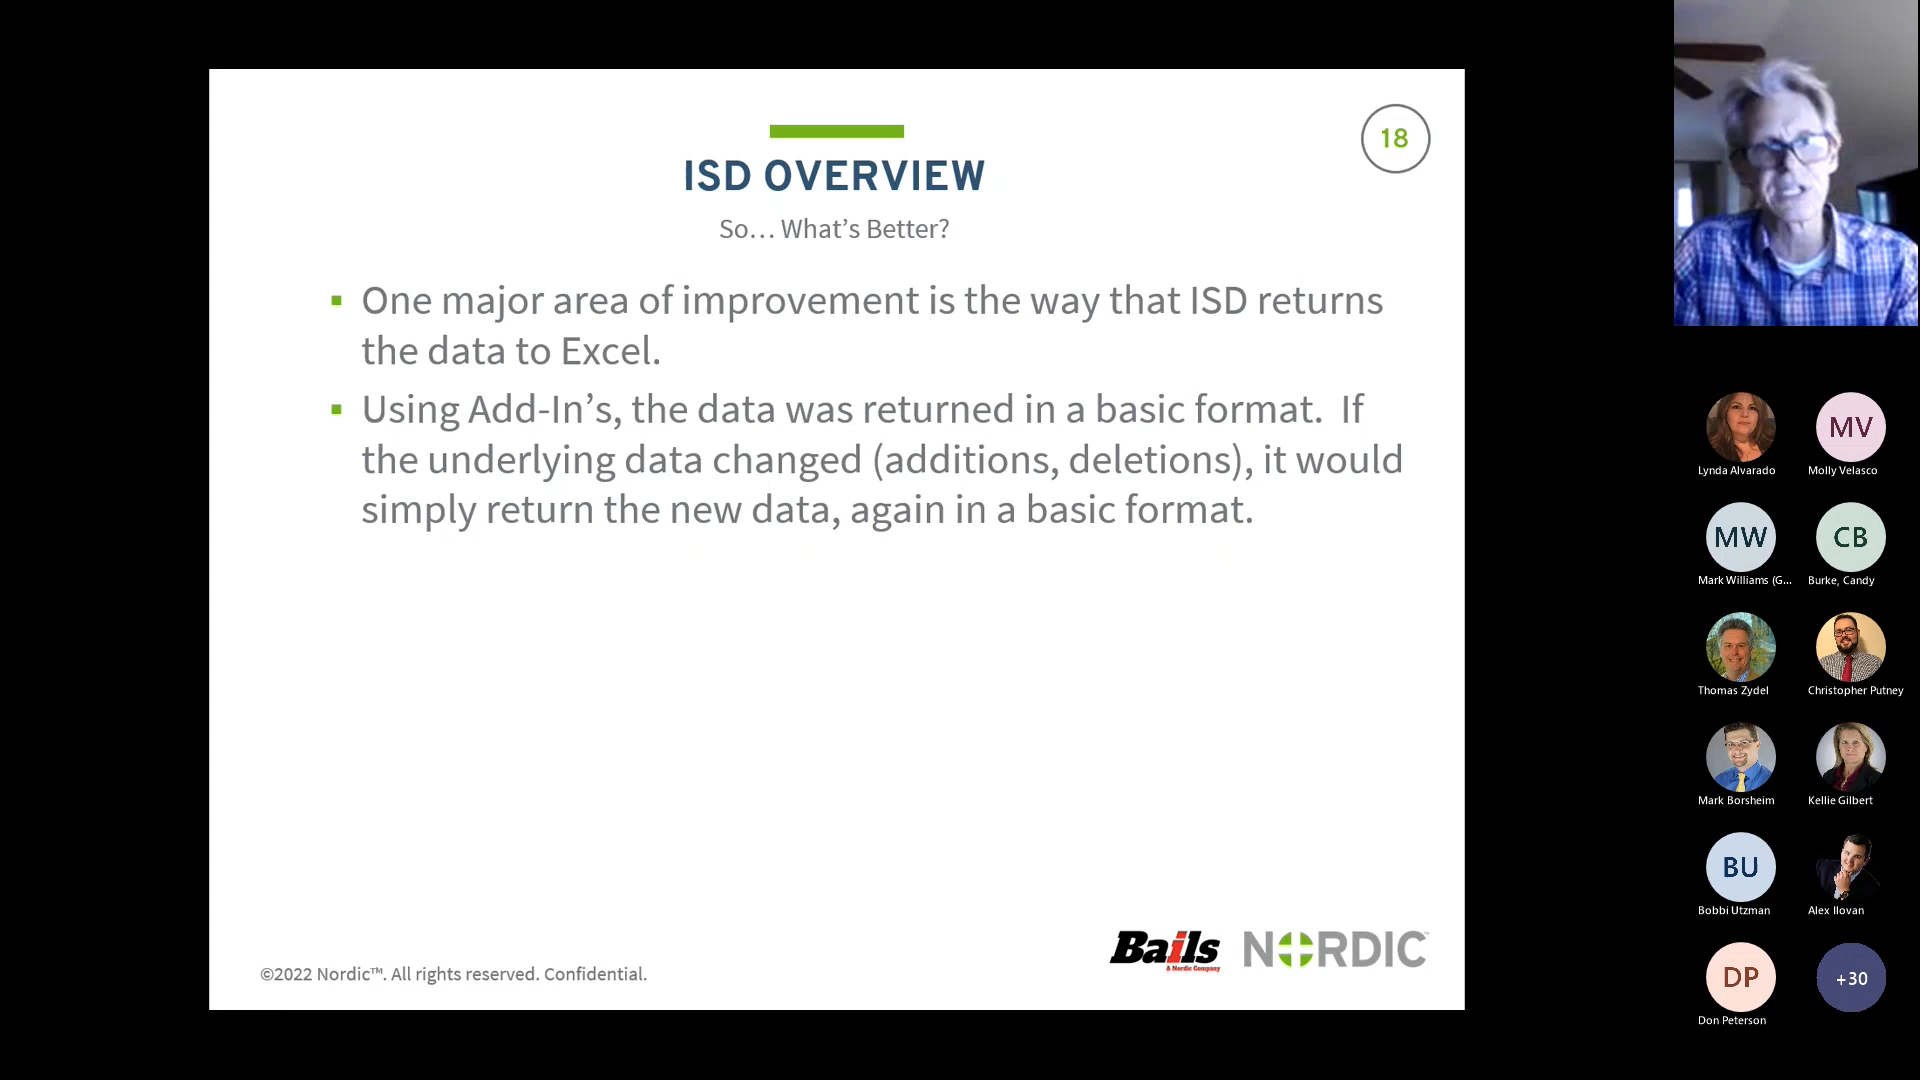 18
ISD OVERVIEW
So... What's Better?
▪ One major area of improvement is the way that ISD returns
the data to Excel.
▪ Using Add-In's, the data was returned in a basic format.  If
the underlying data changed (additions, deletions), it would
simply return the new data, again in a basic format.
©2022 Nordic™. All rights reserved. Confidential.
Bails
A Nordic Company
NORDIC™
Lynda Alvarado
MV
Molly Velasco
MW
Mark Williams (G...
CB
Burke, Candy
Thomas Zydel
Christopher Putney
Mark Borsheim
Kellie Gilbert
BU
Bobbi Utzman
Alex Ilovan
DP
Don Peterson
+30